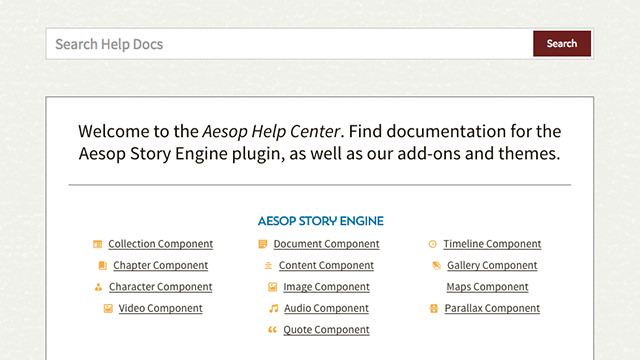 Search Help Docs
Search
Welcome to the Aesop Help Center. Find documentation for the
Aesop Story Engine plugin, as well as our add-ons and themes.
AESOP STORY ENGINE
Collection Component
Document Component
Timeline Component
Chapter Component
Content Component
Gallery Component
Character Component
Image Component
Maps Component
Video Component
Audio Component
Parallax Component
Quote Component